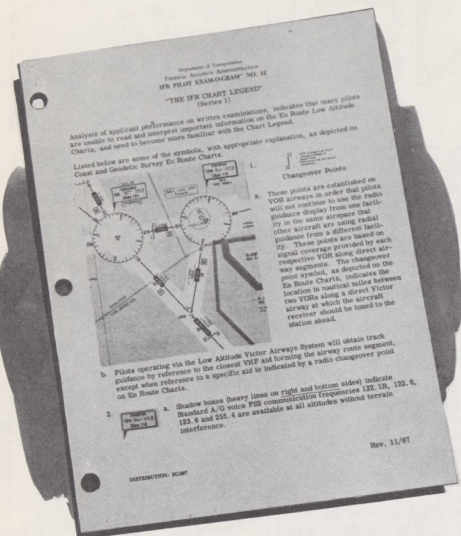 Department of Transportation
FEDERAL AVIATION ADMINISTRATION
IFR PILOT EXAM-O-GRAM NO. 11
"THE IFR CHART LEGEND"
(Series 1)
Analysis of applicant performance on written examinations, indicates that many pilots
are unable to read and interpret important information on the En Route Low Altitude
Charts, and need to become more familiar with the Chart Legend.
Listed below are some of the symbols, with appropriate explanation, as depicted on
Coast and Geodetic Survey En Route Charts.
1.
Changeover Points
a. These points are established on
VOR airways in order that pilots
will not continue to use the radio
guidance display from one facil-
ity in the same airspace that
other aircraft are using radial
guidance from a different facil-
ity. These points are based on
signal coverage provided by each
respective VOR along direct air-
way segments. The changeover
point symbol, as depicted on the
En Route Charts, indicates the
location in nautical miles between
two VORs along a direct Victor
airway at which the aircraft
receiver should be tuned to the
station ahead.
b. Pilots operating via the Low Altitude Victor Airways System will obtain track
guidance by reference to the closest VHF aid forming the airway route segment,
except when reference to a specific aid is indicated by a radio changeover point
on En Route Charts.
2.
a. Shadow boxes (heavy lines on right and bottom sides) indicate
Standard A/G voice FSS communication frequencies 122.1R, 122.6,
123.6 and 255.4 are available at all altitudes without terrain
interference.
Rev. 11/67